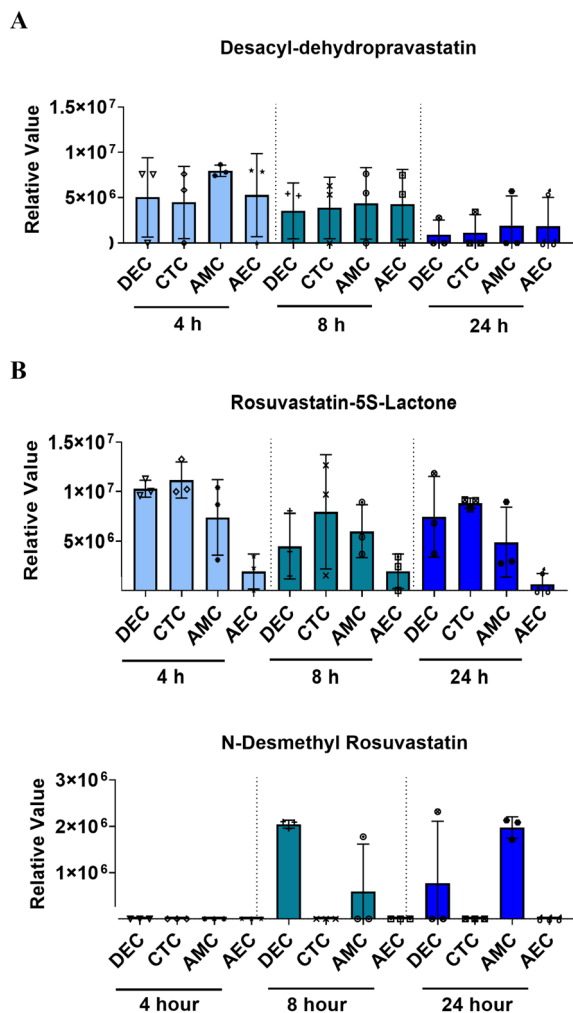 A
Desacyl-dehydropravastatin
Relative Value
1.5×10⁷
1×10⁷
5×10⁶
)
DEC CTC AMC AEC DEC CTC AMC AEC DEC CTC AMC AEC
4 h 8 h 24 h
B
Rosuvastatin-5S-Lactone
Relative Value
1.5×10⁷
1×10⁷
5×10⁶
DEC CTC AMC AEC DEC CTC AMC AEC DEC CTC AMC AEC
4 h 8 h 24 h
N-Desmethyl Rosuvastatin
Relative Value
3×10⁶
2×10⁶
1×10⁶
DEC CTC AMC AEC DEC CTC AMC AEC DEC CTC AMC AEC
4 hour 8 hour 24 hour